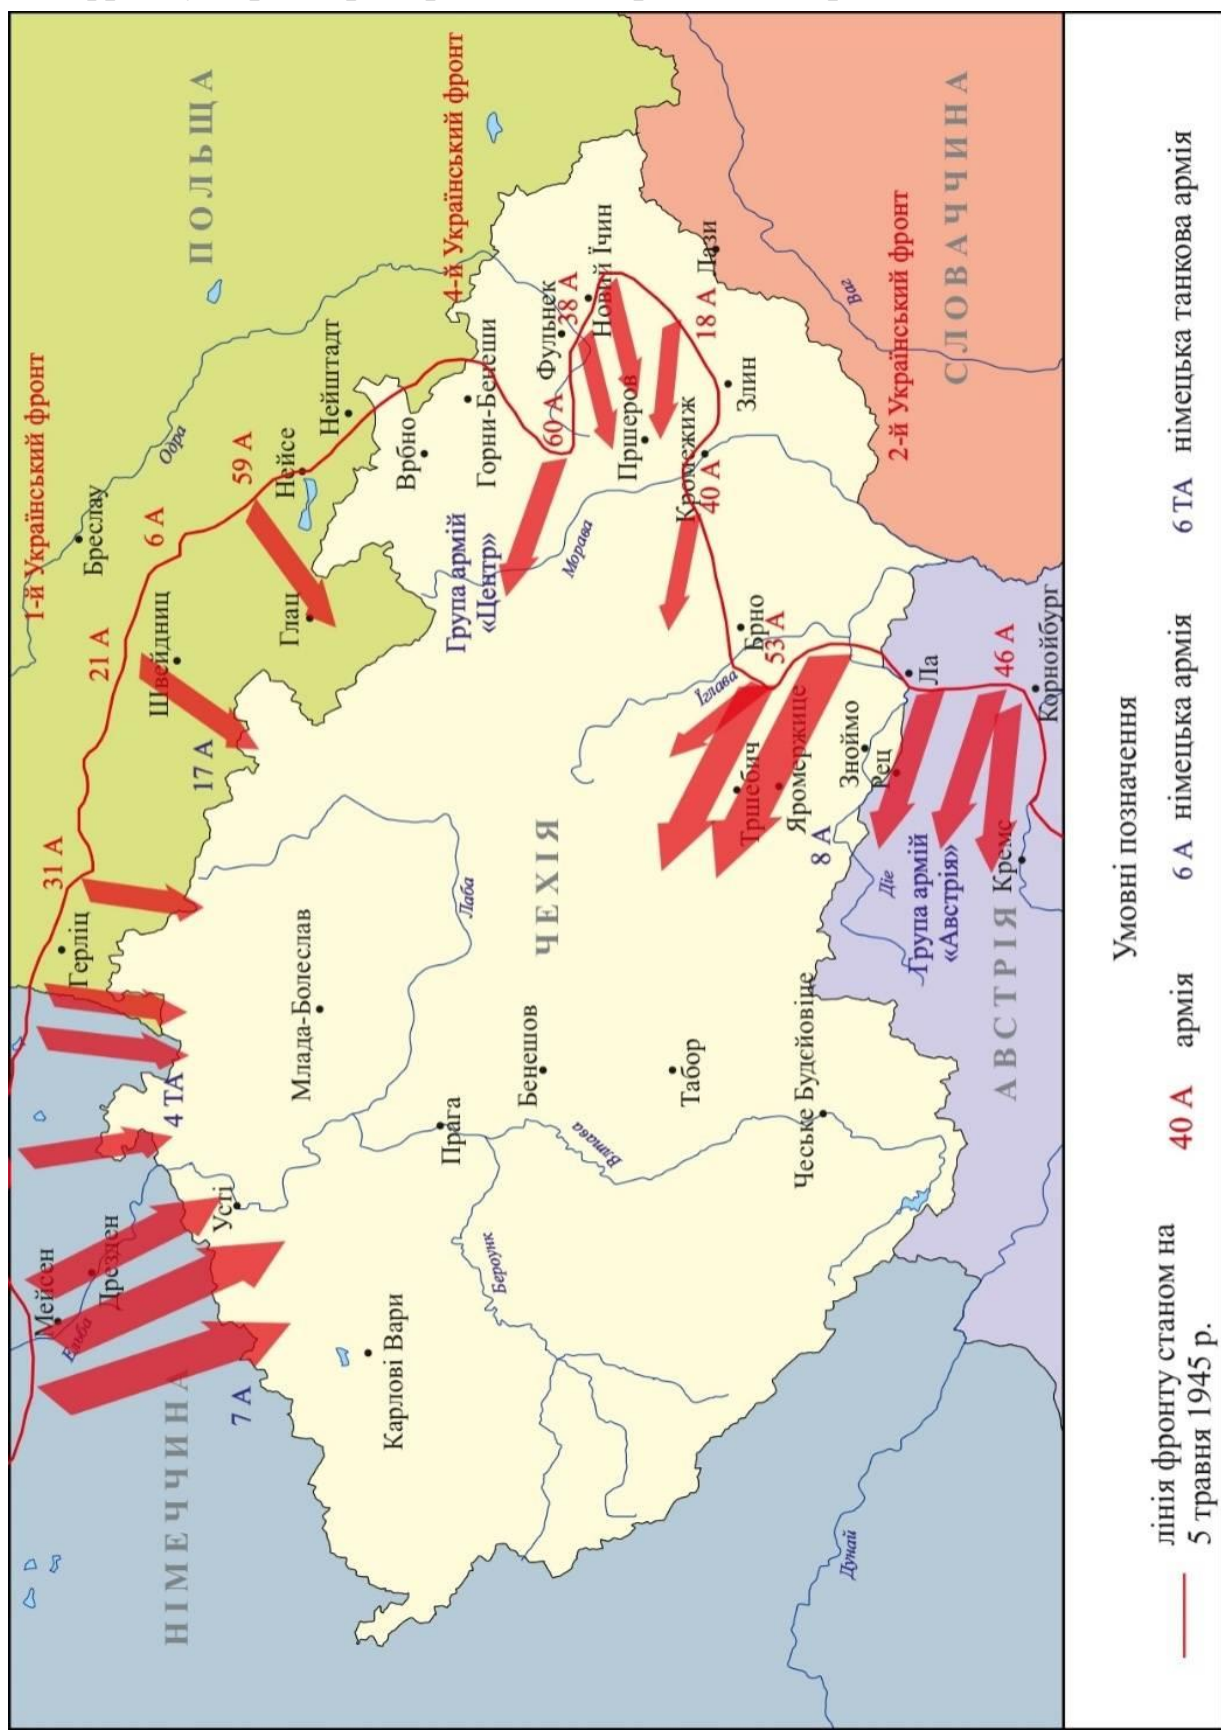 1-й Український фронт
Мейсен
31 А
Герліц
Ельба
Бреслау
21 А
Дрезден
6 А
Швейдниц
Одра
4 ТА
НІМЕЧЧИНА
ПОЛЬЩА
17 А
Усті
59 А
7 А
Нейсе
Глац
Млада-Болеслав
Нейштадт
Карлові Вари
Врбно
Прага
4-й Український фронт
Група армій
«Центр»
Лаба
Горни-Бенеши
Бероунк
Бенешов
ЧЕХІЯ
Фульнек
60 А
38 А
Морава
Влтава
Новий Їчин
Пршеров
Кромежиж
Табор
18 А
Лази
40 А
Їглава
Злин
Тршебич
Брно
53 А
Яромержице
Чеське Будєйовіце
8 А
Дунай
Зноймо
Ваг
Рец
Діе
2-й Український фронт
Група армій
«Австрія»
Ла
СЛОВАЧЧИНА
АВСТРІЯ
Кремс
46 А
Корнойбург
Умовні позначення
лінія фронту станом на
5 травня 1945 р.
40 А армія
6 А німецька армія
6 ТА німецька танкова армія